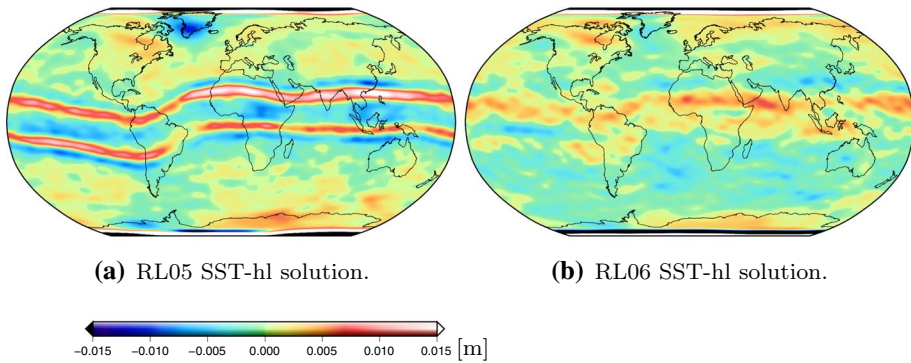 (a) RL05 SST-hl solution.
(b) RL06 SST-hl solution.
−0.015 −0.010 −0.005 0.000 0.005 0.010 0.015 [m]